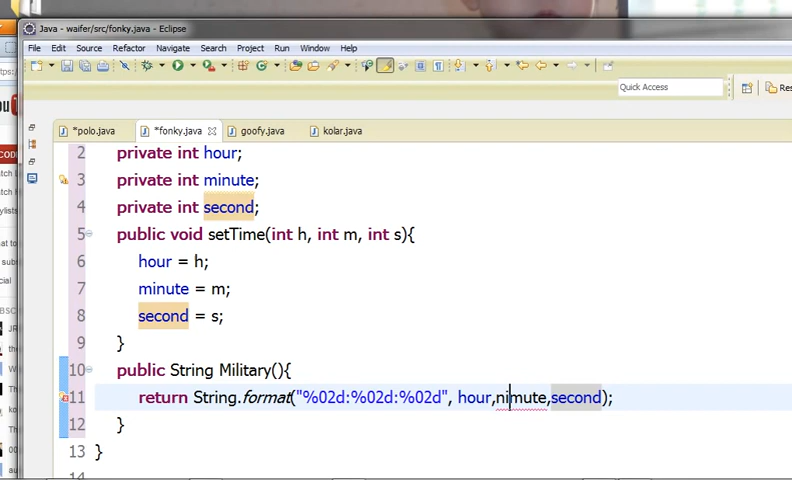 Java - waifer/src/fonky.java - Eclipse
File Edit Source Refactor Navigate Search Project Run Window Help
Quick Access
*polo.java *fonky.java goofy.java kolar.java
2 private int hour;
3 private int minute;
4 private int second;
5 public void setTime(int h, int m, int s){
6 hour = h;
7 minute = m;
8 second = s;
9 }
10 public String Military(){
11 return String.format("%02d:%02d:%02d", hour,nimute,second);
12 }
13 }
14